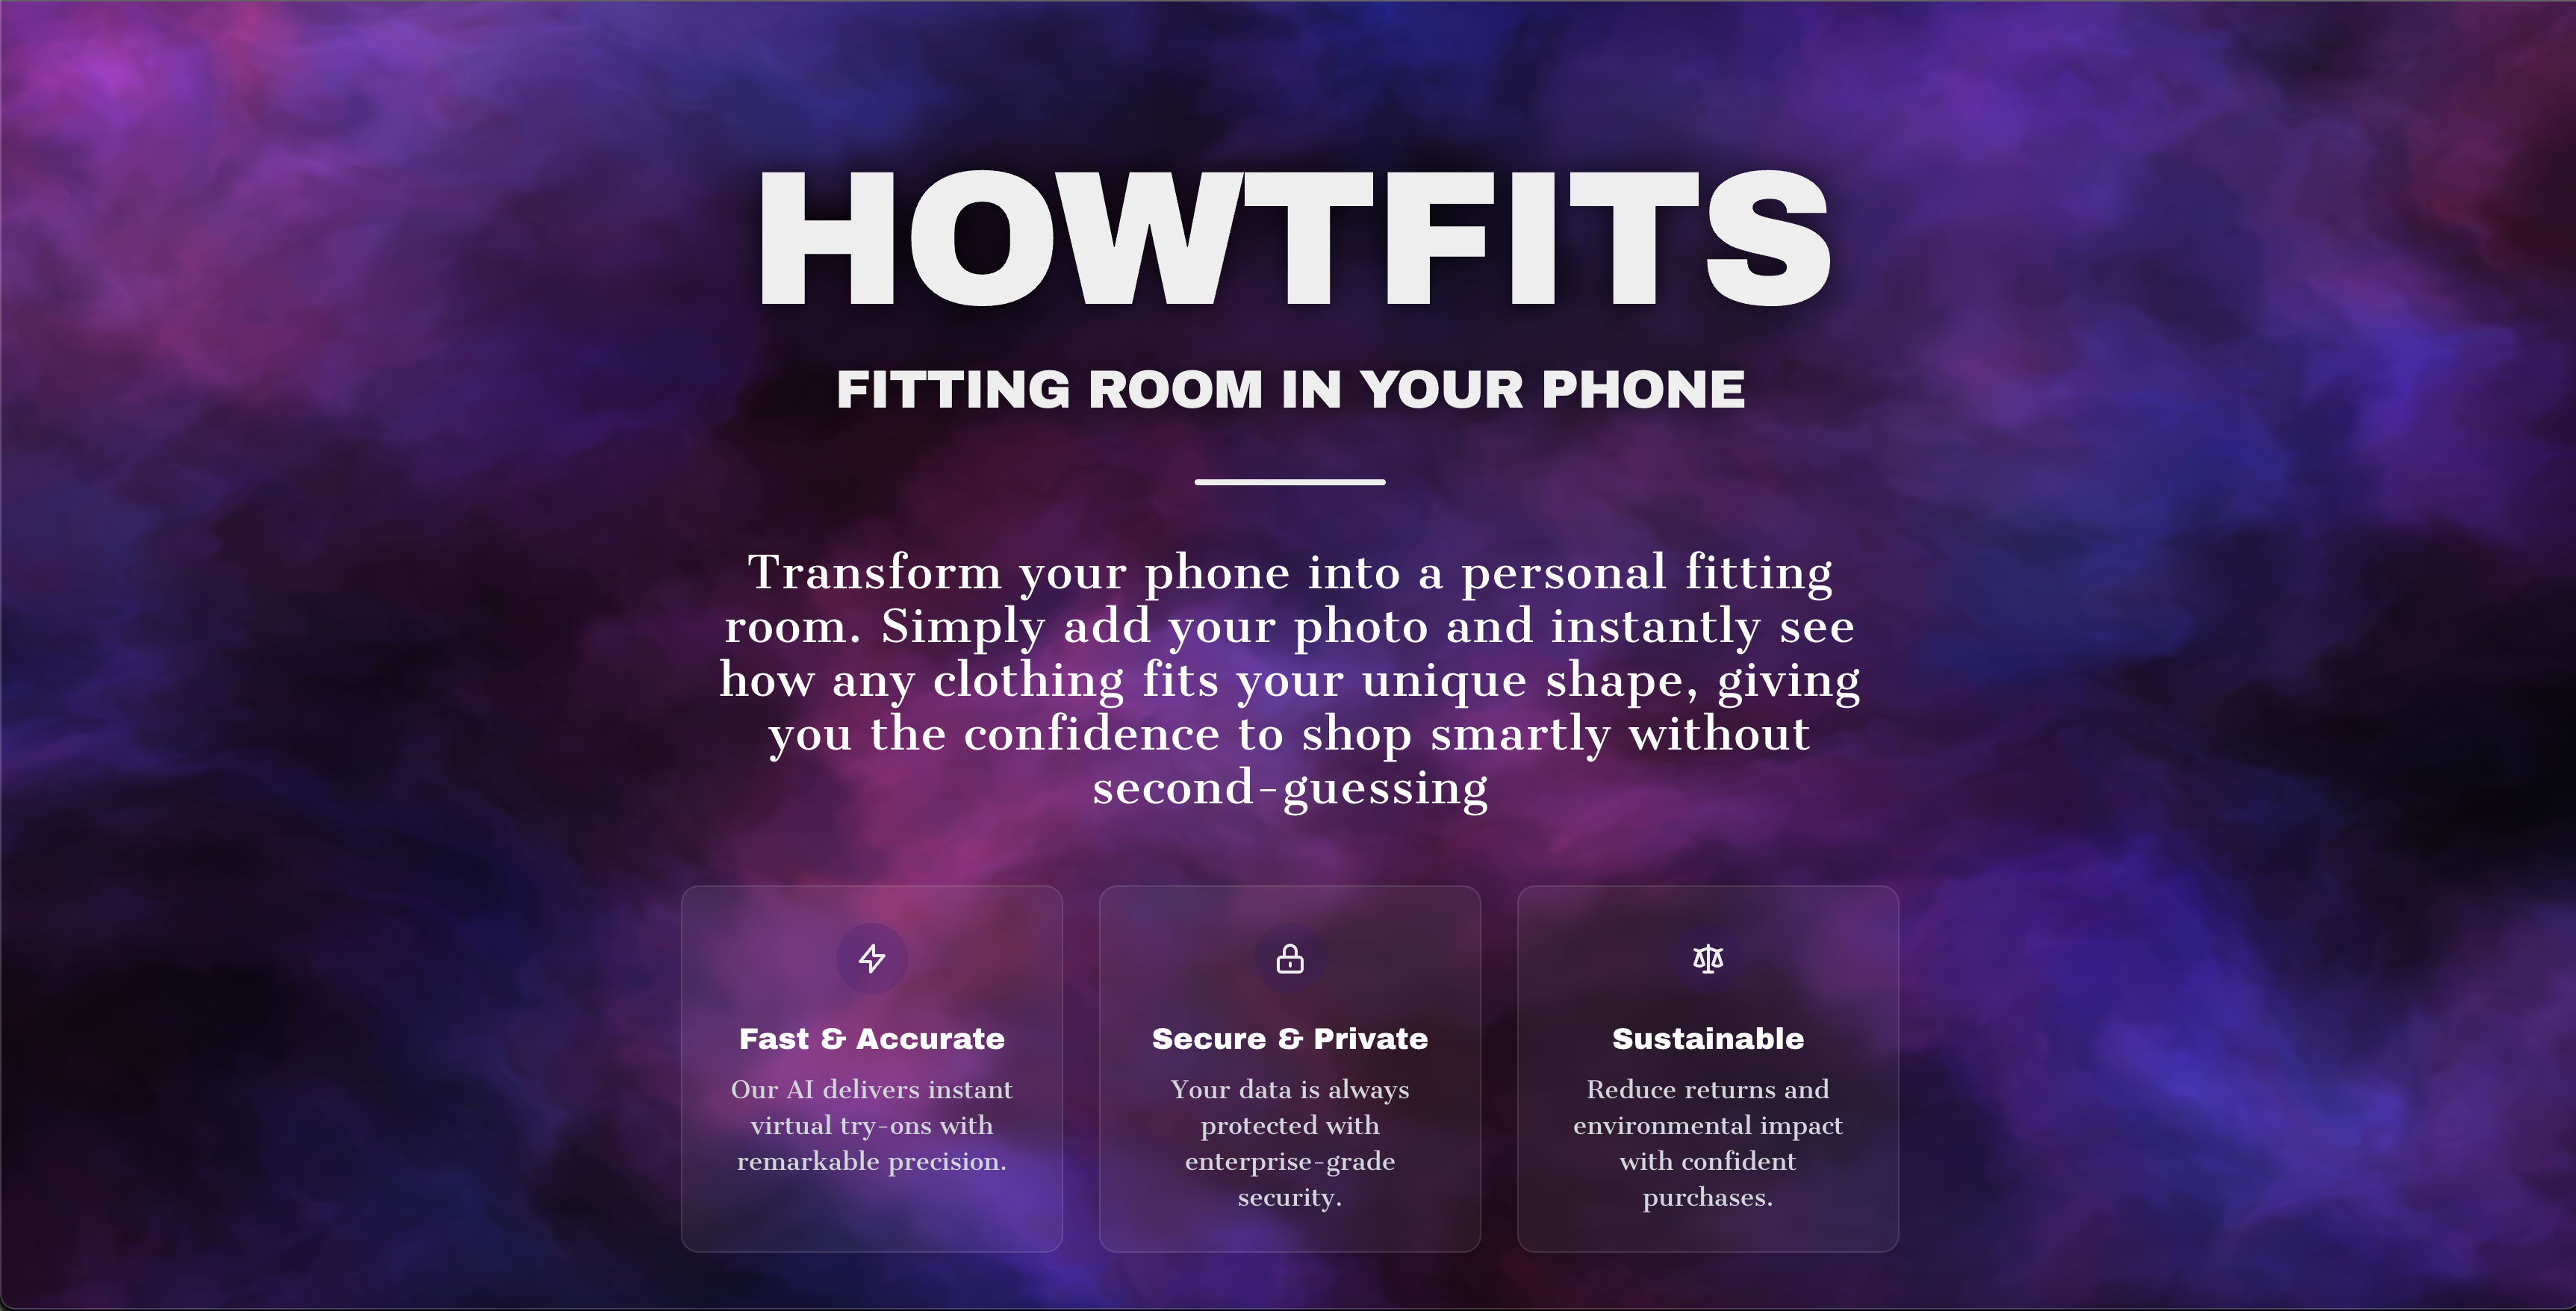 HOWTFITS
FITTING ROOM IN YOUR PHONE
Transform your phone into a personal fitting
room. Simply add your photo and instantly see
how any clothing fits your unique shape, giving
you the confidence to shop smartly without
second-guessing
Fast & Accurate
Our AI delivers instant
virtual try-ons with
remarkable precision.
Secure & Private
Your data is always
protected with
enterprise-grade
security.
Sustainable
Reduce returns and
environmental impact
with confident
purchases.